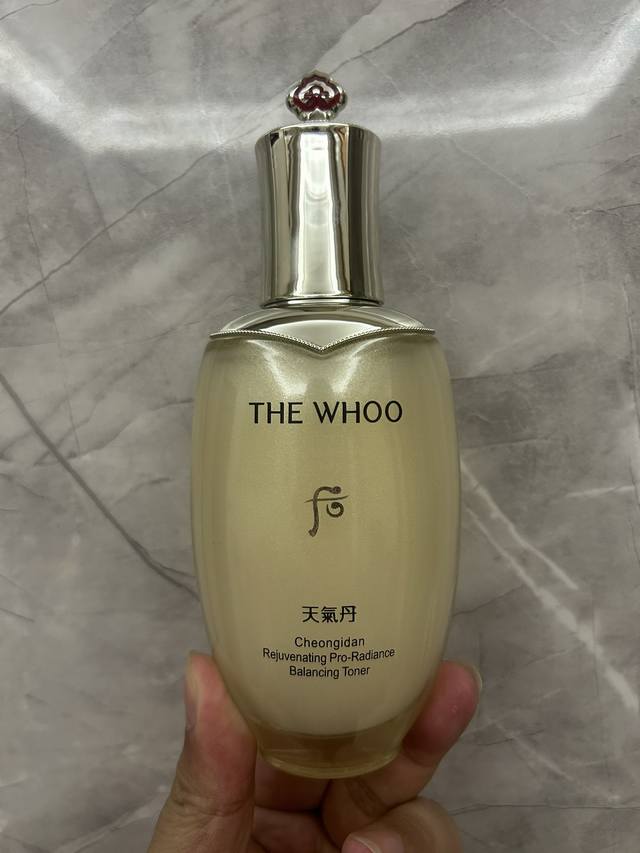 THE WHOO
天氣丹
Cheongidan
Rejuvenating Pro-Radiance
Balancing Toner